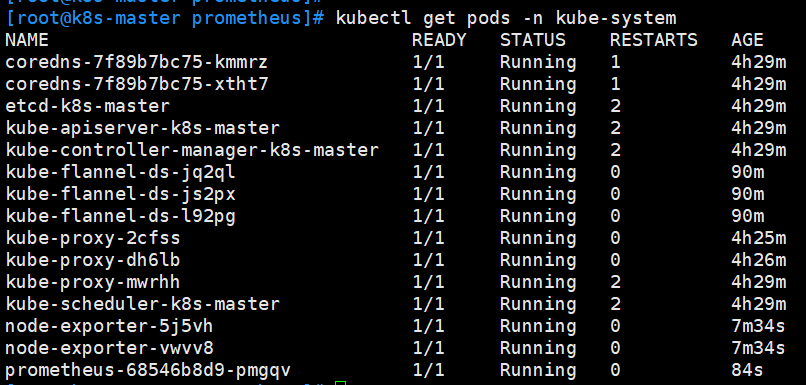 [root@k8s-master prometheus]# kubectl get pods -n kube-system
NAME READY STATUS RESTARTS AGE
coredns-7f89b7bc75-kmmrz 1/1 Running 1 4h29m
coredns-7f89b7bc75-xtht7 1/1 Running 1 4h29m
etcd-k8s-master 1/1 Running 2 4h29m
kube-apiserver-k8s-master 1/1 Running 2 4h29m
kube-controller-manager-k8s-master 1/1 Running 2 4h29m
kube-flannel-ds-jq2ql 1/1 Running 0 90m
kube-flannel-ds-js2px 1/1 Running 0 90m
kube-flannel-ds-l92pg 1/1 Running 0 90m
kube-proxy-2cfss 1/1 Running 0 4h25m
kube-proxy-dh6lb 1/1 Running 0 4h26m
kube-proxy-mwrhh 1/1 Running 2 4h29m
kube-scheduler-k8s-master 1/1 Running 2 4h29m
node-exporter-5j5vh 1/1 Running 0 7m34s
node-exporter-vwvv8 1/1 Running 0 7m34s
prometheus-68546b8d9-pmgqv 1/1 Running 0 84s